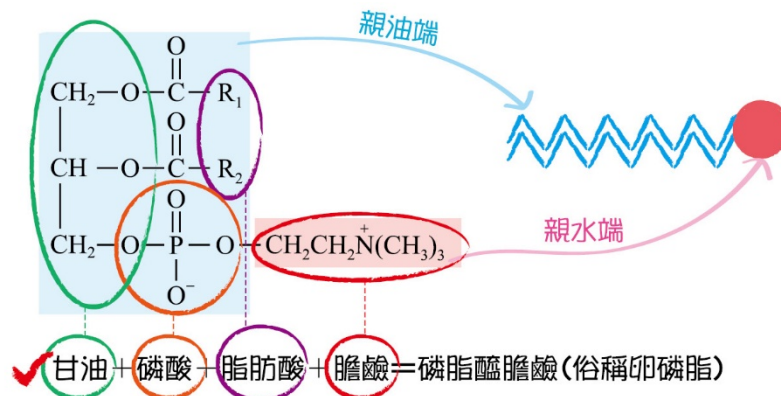 O
親油端
CH₂—O—C—R₁
O
CH—O—C—R₂
O
CH₂—O—P—O—CH₂CH₂N⁺(CH₃)₃
O⁻
親水端
甘油+磷酸+脂肪酸+膽鹼=磷脂醯膽鹼(俗稱卵磷脂)